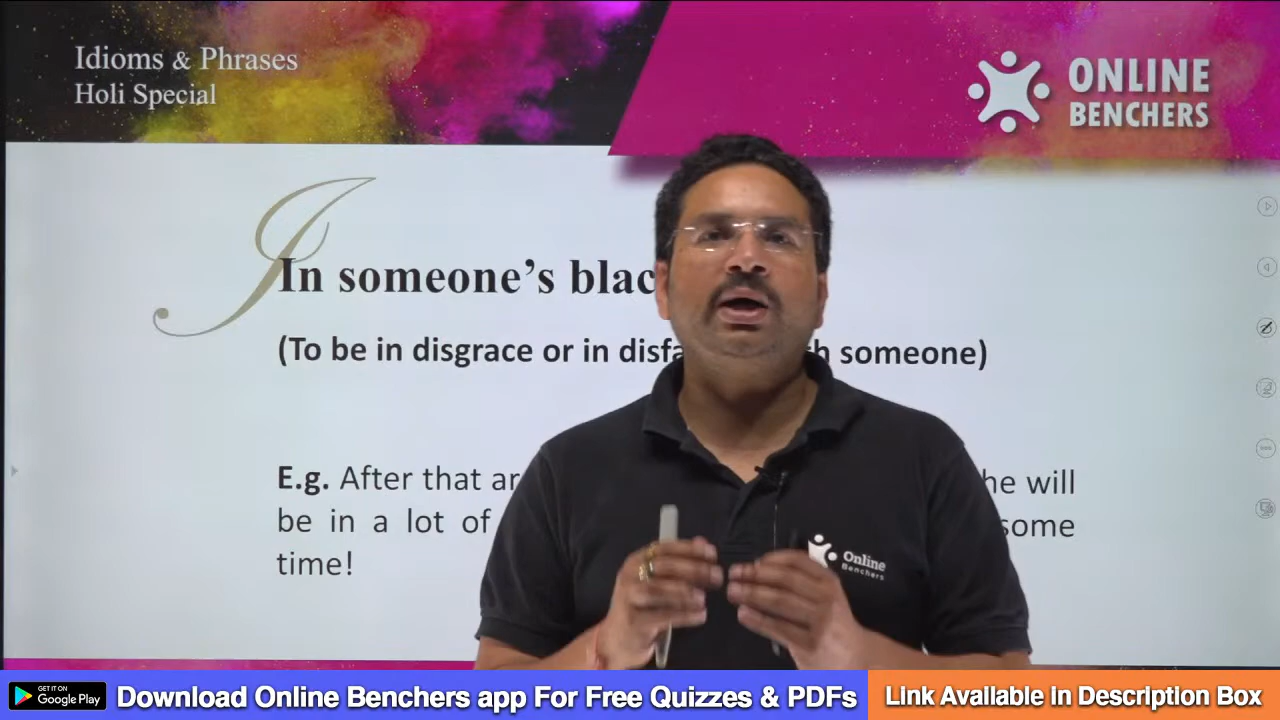 Idioms & Phrases
Holi Special
ONLINE
BENCHERS
In someone's blac
(To be in disgrace or in disfa h someone)
E.g. After that ar he will
be in a lot of some
time!
Online
Benchers
GET IT ON
Google Play
Download Online Benchers app For Free Quizzes & PDFs
Link Available In Description Box